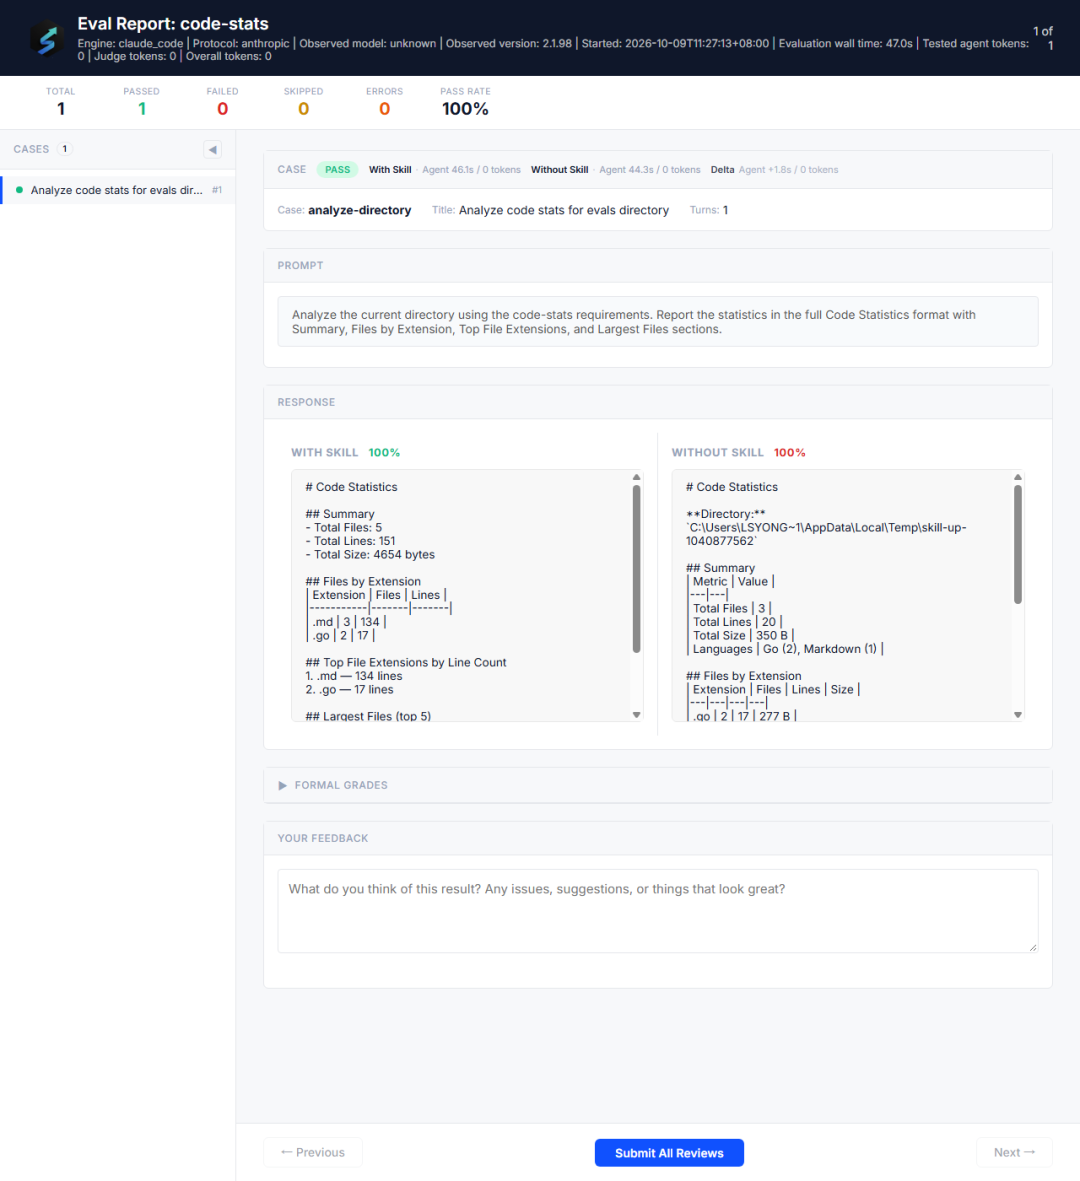 Eval Report: code-stats
Engine: claude_code | Protocol: anthropic | Observed model: unknown | Observed version: 2.1.98 | Started: 2026-10-09T11:27:13+08:00 | Evaluation wall time: 47.0s | Tested agent tokens:
0 | Judge tokens: 0 | Overall tokens: 0
1 of
1
TOTAL
1
PASSED
1
FAILED
0
SKIPPED
0
ERRORS
0
PASS RATE
100%
CASES 1 ◀
Analyze code stats for evals dir... #1
CASE PASS With Skill · Agent 46.1s / 0 tokens Without Skill · Agent 44.3s / 0 tokens Delta Agent +1.8s / 0 tokens
Case: analyze-directory Title: Analyze code stats for evals directory Turns: 1
PROMPT
Analyze the current directory using the code-stats requirements. Report the statistics in the full Code Statistics format with
Summary, Files by Extension, Top File Extensions, and Largest Files sections.
RESPONSE
WITH SKILL 100%
# Code Statistics
## Summary
- Total Files: 5
- Total Lines: 151
- Total Size: 4654 bytes
## Files by Extension
| Extension | Files | Lines |
|-----------|-------|-------|
| .md | 3 | 134 |
| .go | 2 | 17 |
## Top File Extensions by Line Count
1. .md — 134 lines
2. .go — 17 lines
## Largest Files (top 5)
WITHOUT SKILL 100%
# Code Statistics
**Directory:**
`C:\Users\LSYONG~1\AppData\Local\Temp\skill-up-
1040877562`
## Summary
| Metric | Value |
|---|---|
| Total Files | 3 |
| Total Lines | 20 |
| Total Size | 350 B |
| Languages | Go (2), Markdown (1) |
## Files by Extension
| Extension | Files | Lines | Size |
|---|---|---|---|
| .go | 2 | 17 | 277 B |
▶ FORMAL GRADES
YOUR FEEDBACK
What do you think of this result? Any issues, suggestions, or things that look great?
← Previous
Submit All Reviews
Next →